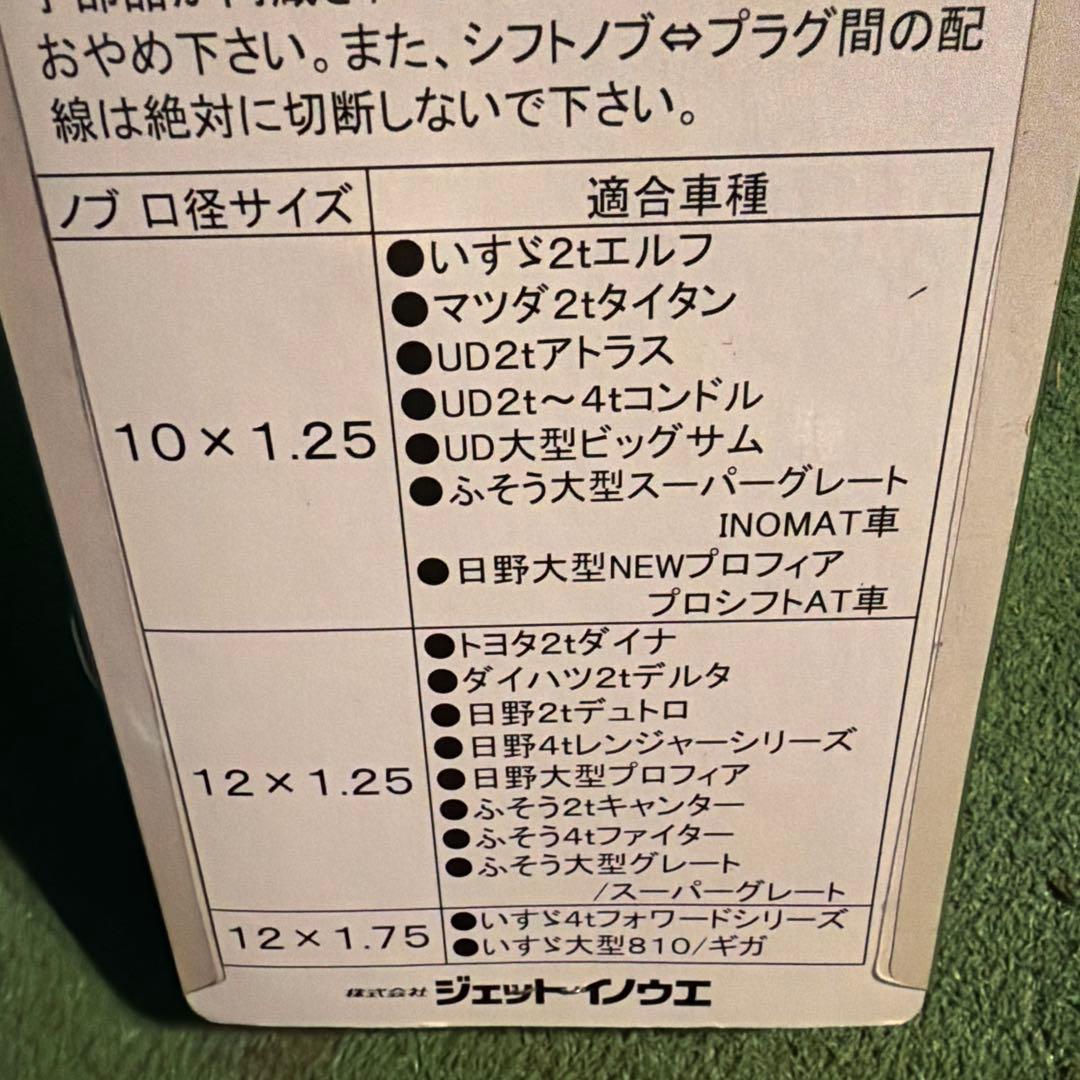 おやめ下さい。また、シフトノブ⇔プラグ間の配
線は絶対に切断しないで下さい。
ノブ 口径サイズ
適合車種
10×1.25
●いすゞ2tエルフ
●マツダ2tタイタン
●UD2tアトラス
●UD2t～4tコンドル
●UD大型ビッグサム
●ふそう大型スーパーグレート
INOMAT車
●日野大型NEWプロフィア
プロシフトAT車
12×1.25
●トヨタ2tダイナ
●ダイハツ2tデルタ
●日野2tデュトロ
●日野4tレンジャーシリーズ
●日野大型プロフィア
●ふそう2tキャンター
●ふそう4tファイター
●ふそう大型グレート
/スーパーグレート
12×1.75
●いすゞ4tフォワードシリーズ
●いすゞ大型810/ギガ
株式会社 ジェットイノウエ